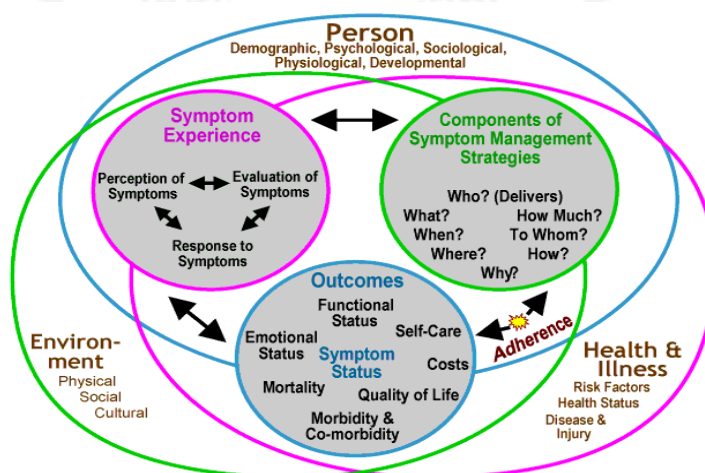 Person
Demographic, Psychological, Sociological,
Physiological, Developmental
Symptom
Experience
Perception of
Symptoms
Evaluation of
Symptoms
Response to
Symptoms
Components of
Symptom Management
Strategies
Who? (Delivers)
What?
How Much?
When?
To Whom?
Where?
How?
Why?
Outcomes
Functional
Status
Emotional
Status
Self-Care
Symptom
Status
Costs
Mortality
Quality of Life
Morbidity &
Co-morbidity
Adherence
Environ-
ment
Physical
Social
Cultural
Health &
Illness
Risk Factors
Health Status
Disease &
Injury